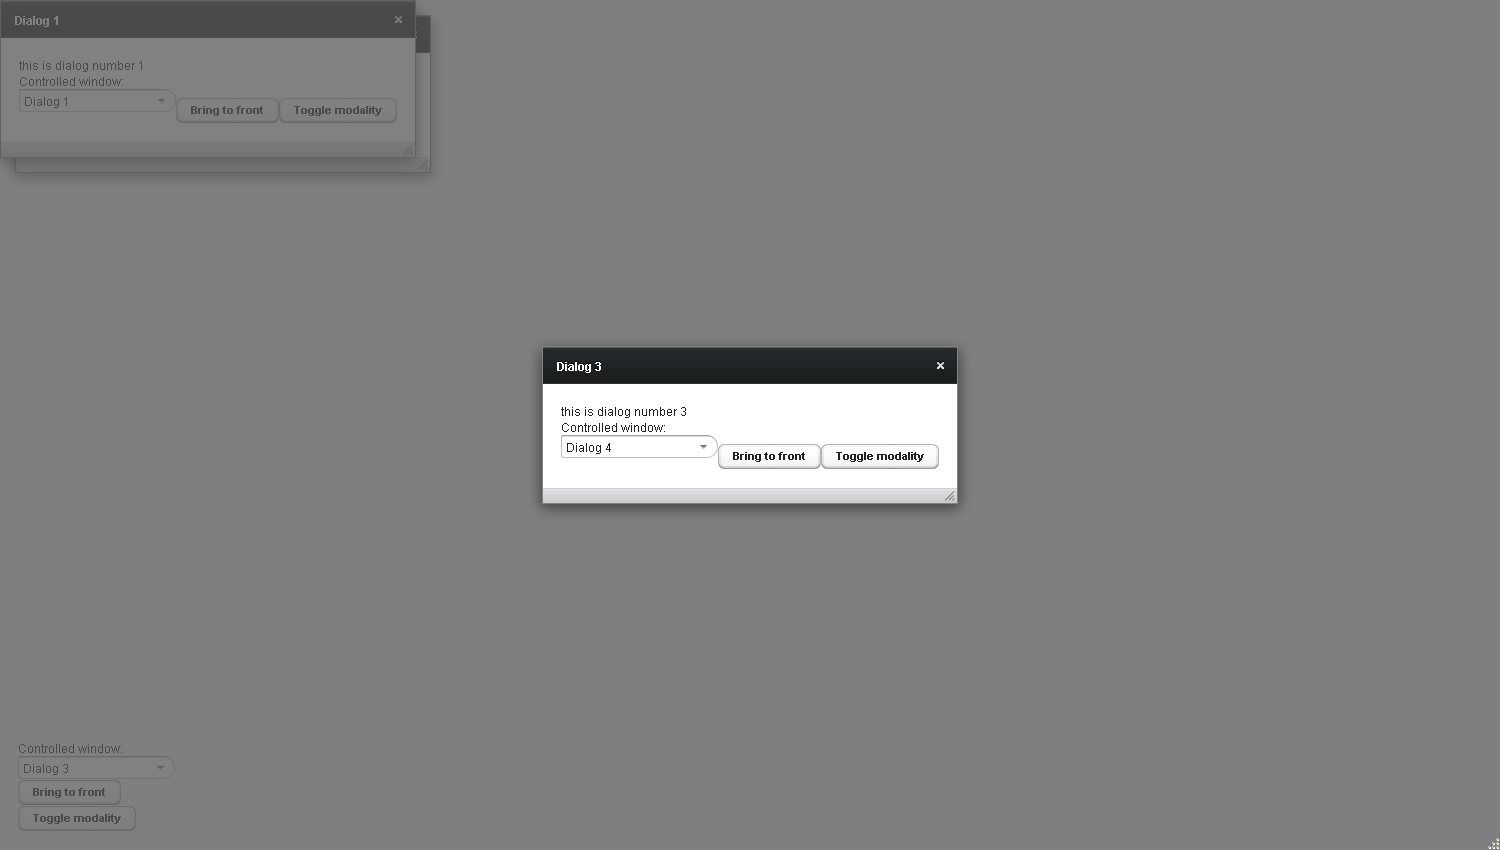 Dialog 1
this is dialog number 1
Controlled window:
Dialog 1
Bring to front
Toggle modality
Dialog 3
this is dialog number 3
Controlled window:
Dialog 4
Bring to front
Toggle modality
Controlled window:
Dialog 3
Bring to front
Toggle modality